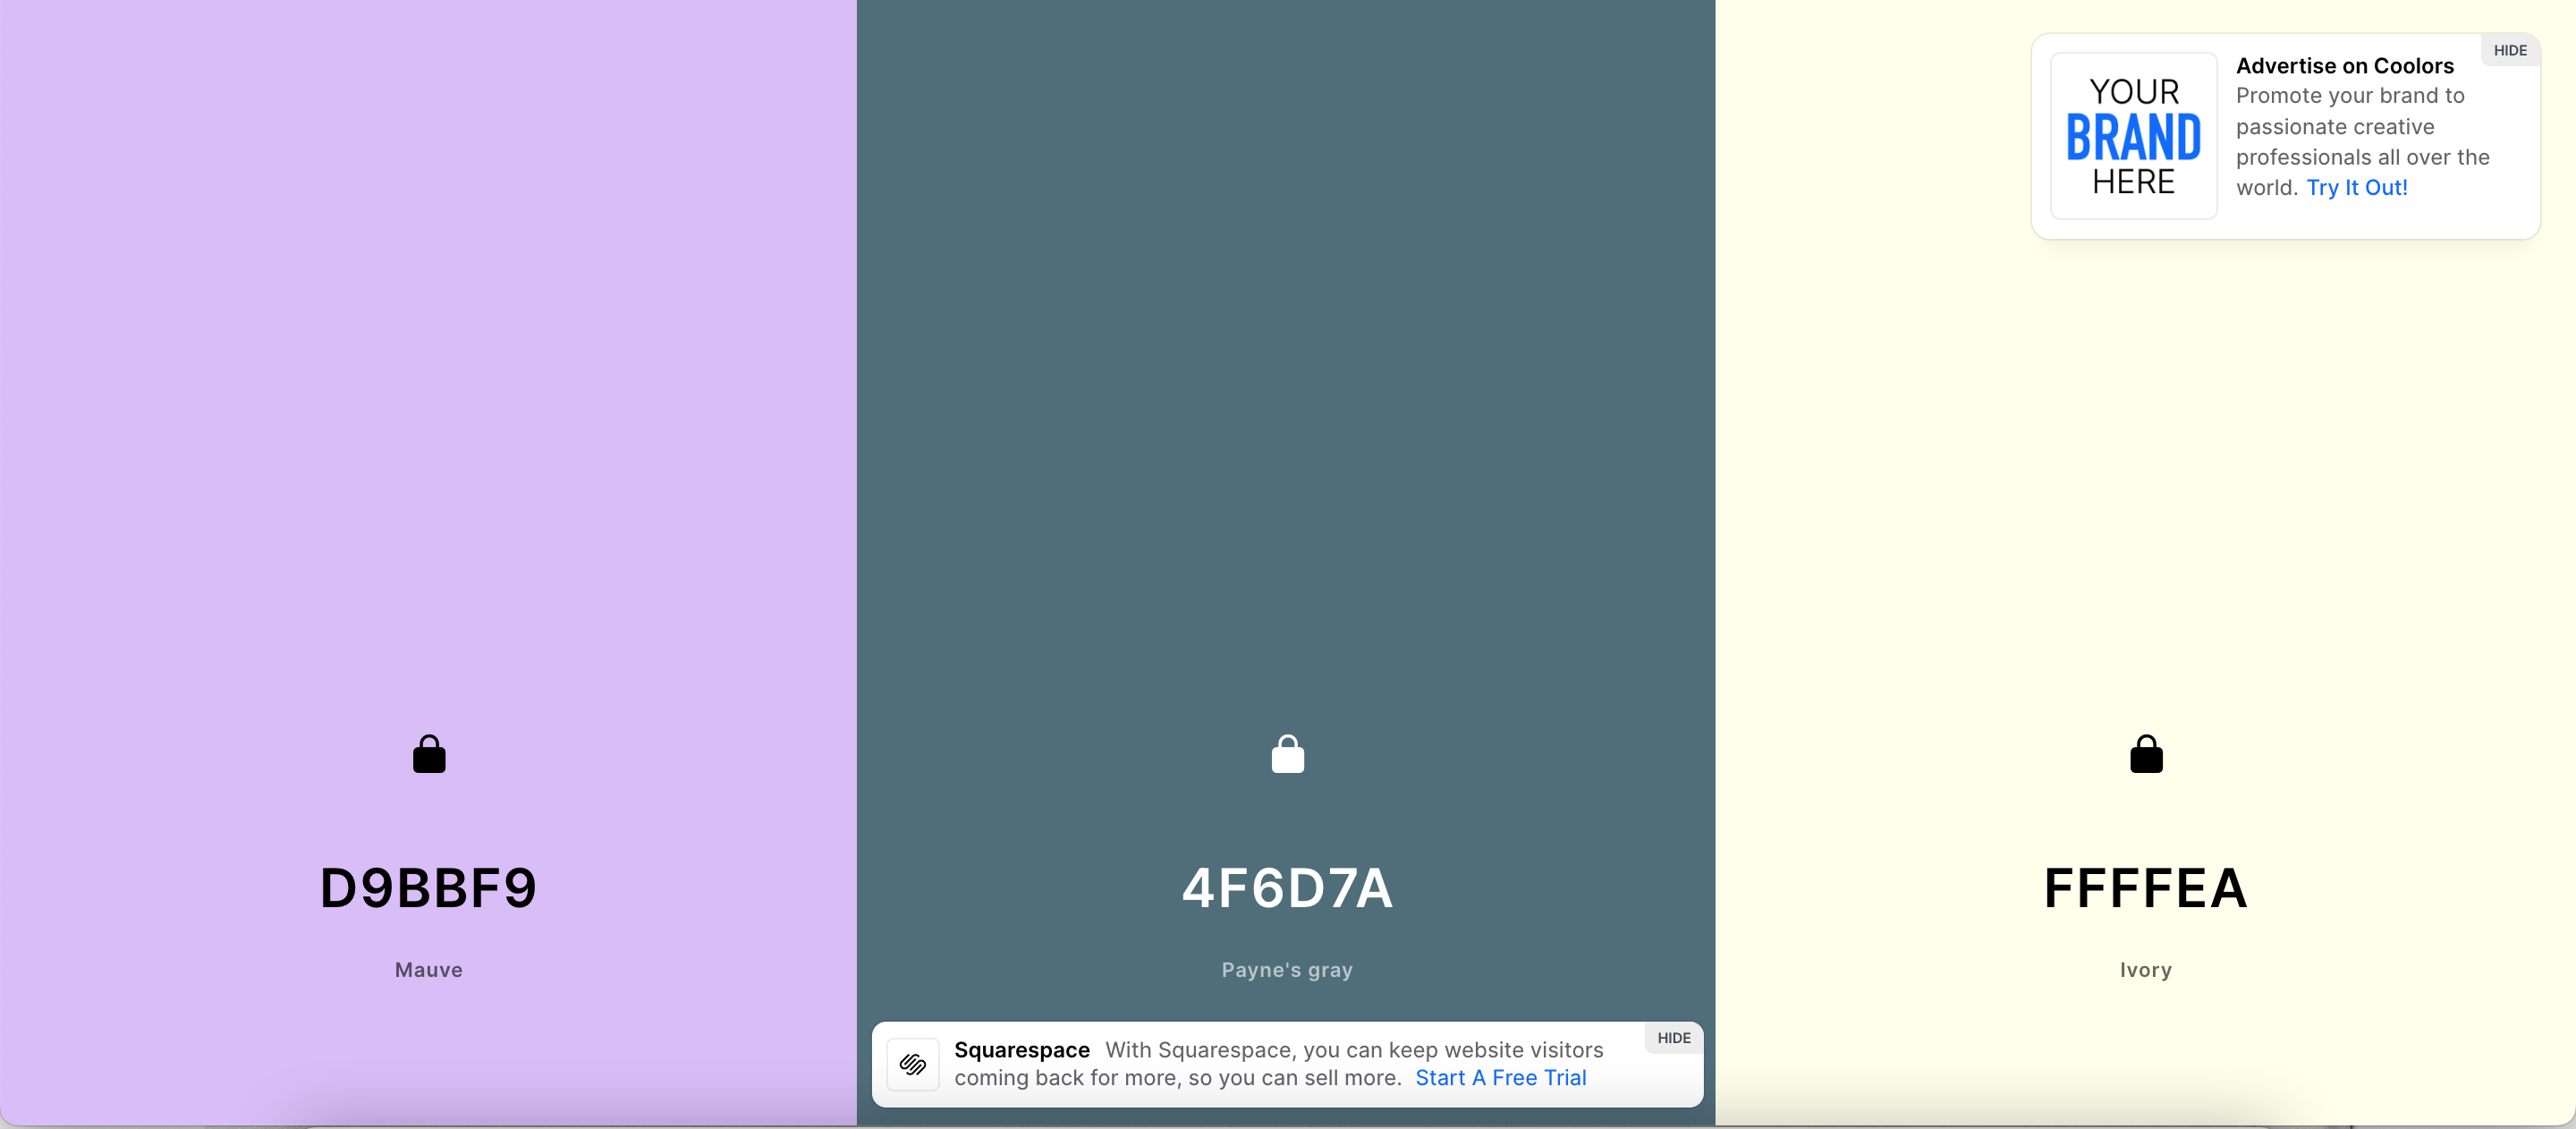 HIDE
YOUR
BRAND
HERE
Advertise on Coolors
Promote your brand to
passionate creative
professionals all over the
world. Try It Out!
D9BBF9
Mauve
4F6D7A
Payne's gray
FFFFEA
Ivory
HIDE
Squarespace With Squarespace, you can keep website visitors
coming back for more, so you can sell more. Start A Free Trial